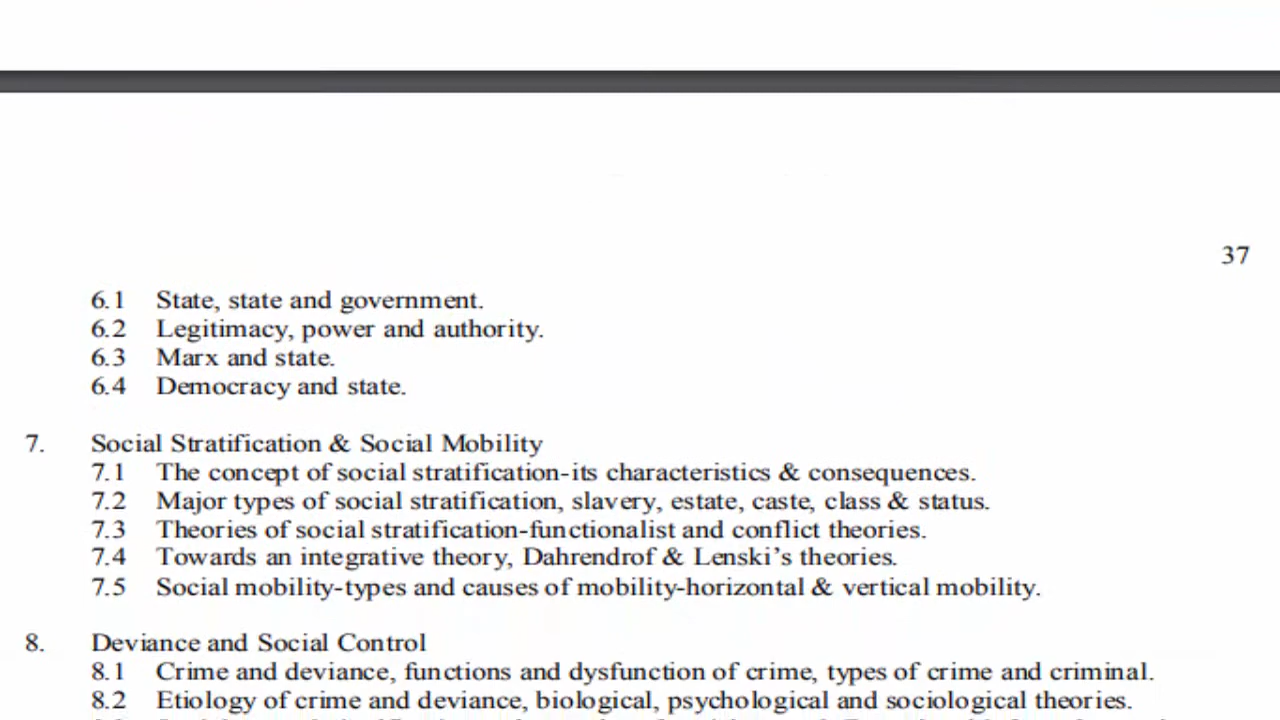 37
6.1 State, state and government.
6.2 Legitimacy, power and authority.
6.3 Marx and state.
6.4 Democracy and state.
7. Social Stratification & Social Mobility
7.1 The concept of social stratification-its characteristics & consequences.
7.2 Major types of social stratification, slavery, estate, caste, class & status.
7.3 Theories of social stratification-functionalist and conflict theories.
7.4 Towards an integrative theory, Dahrendrof & Lenski's theories.
7.5 Social mobility-types and causes of mobility-horizontal & vertical mobility.
8. Deviance and Social Control
8.1 Crime and deviance, functions and dysfunction of crime, types of crime and criminal.
8.2 Etiology of crime and deviance, biological, psychological and sociological theories.